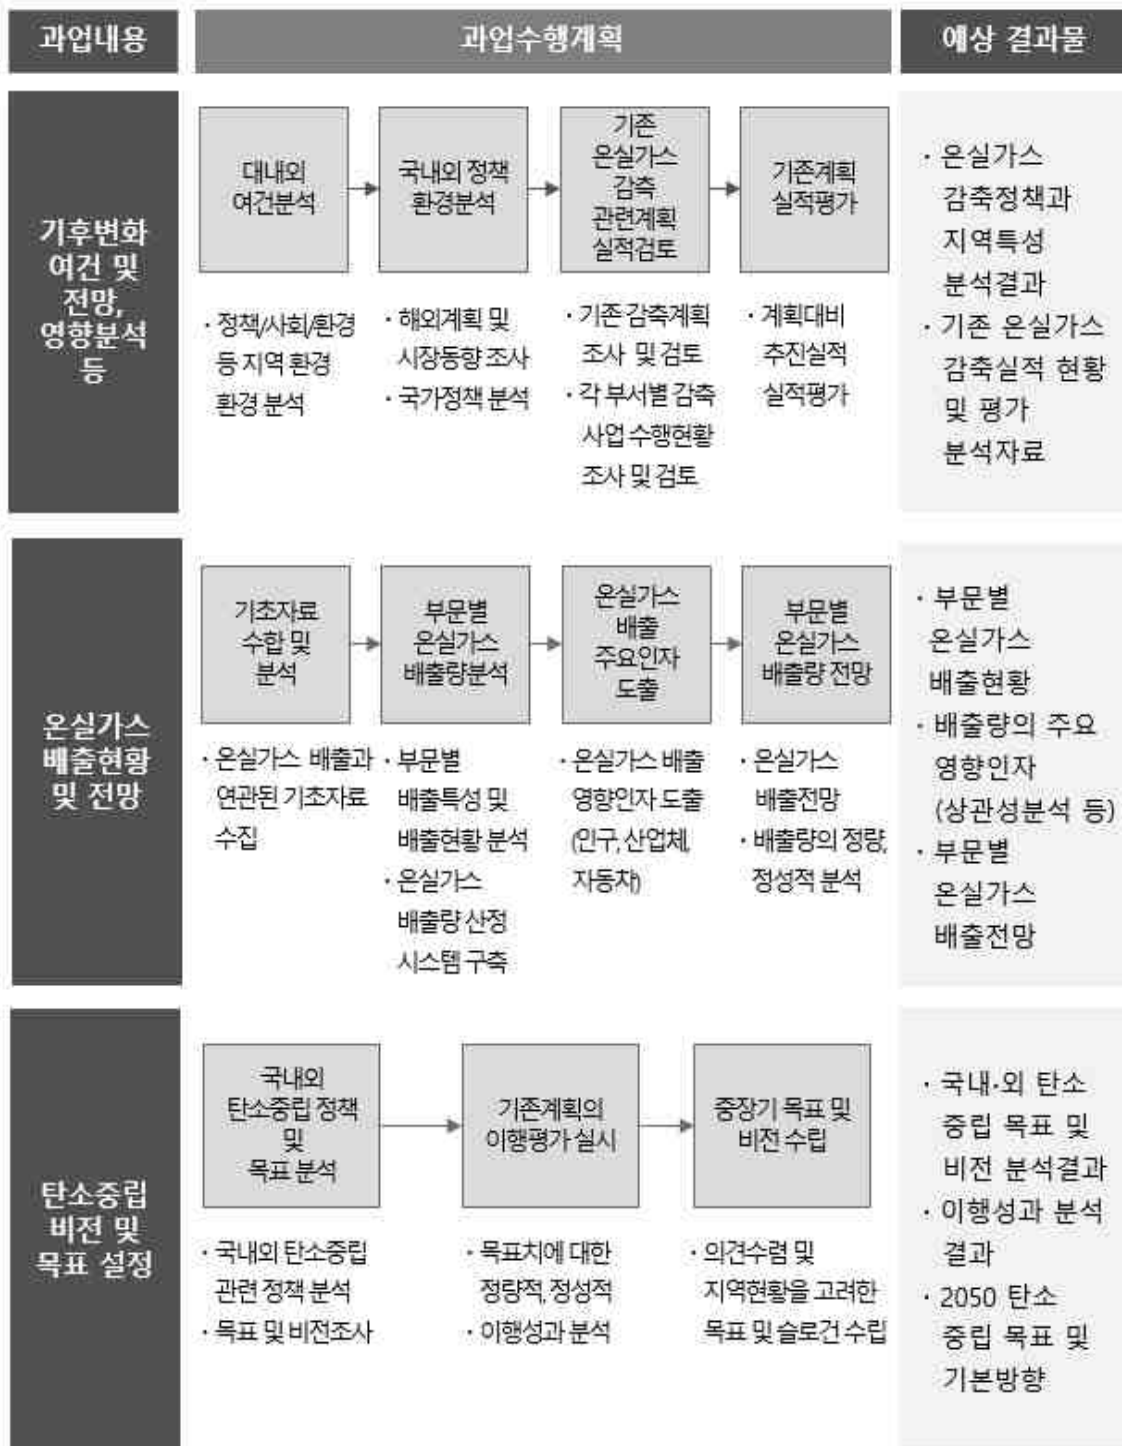 과업내용
과업수행계획
예상 결과물
기후변화
여건 및
전망,
영향분석
등
대내외
여건분석
국내외 정책
환경분석
기존
온실가스
감축
관련계획
실적검토
기존계획
실적평가
· 정책/사회/환경
등 지역 환경
환경 분석
· 해외계획 및
시장동향 조사
· 국가정책 분석
· 기존 감축계획
조사 및 검토
· 각 부서별 감축
사업 수행현황
조사 및 검토
· 계획대비
추진실적
실적평가
· 온실가스
감축정책과
지역특성
분석결과
· 기존 온실가스
감축실적 현황
및 평가
분석자료
온실가스
배출현황
및 전망
기초자료
수합 및
분석
부문별
온실가스
배출량분석
온실가스
배출
주요인자
도출
부문별
온실가스
배출량 전망
· 온실가스 배출과
연관된 기초자료
수집
· 부문별
배출특성 및
배출현황 분석
· 온실가스
배출량 산정
시스템 구축
· 온실가스 배출
영향인자 도출
(인구, 산업체,
자동차)
· 온실가스
배출전망
· 배출량의 정량,
정성적 분석
· 부문별
온실가스
배출현황
· 배출량의 주요
영향인자
(상관성분석 등)
· 부문별
온실가스
배출전망
탄소중립
비전 및
목표 설정
국내외
탄소중립 정책
및
목표 분석
기존계획의
이행평가 실시
중장기 목표 및
비전 수립
· 국내외 탄소중립
관련 정책 분석
· 목표 및 비전조사
· 목표치에 대한
정량적, 정성적
· 이행성과 분석
· 의견수렴 및
지역현황을 고려한
목표 및 슬로건 수립
· 국내·외 탄소
중립 목표 및
비전 분석결과
· 이행성과 분석
결과
· 2050 탄소
중립 목표 및
기본방향